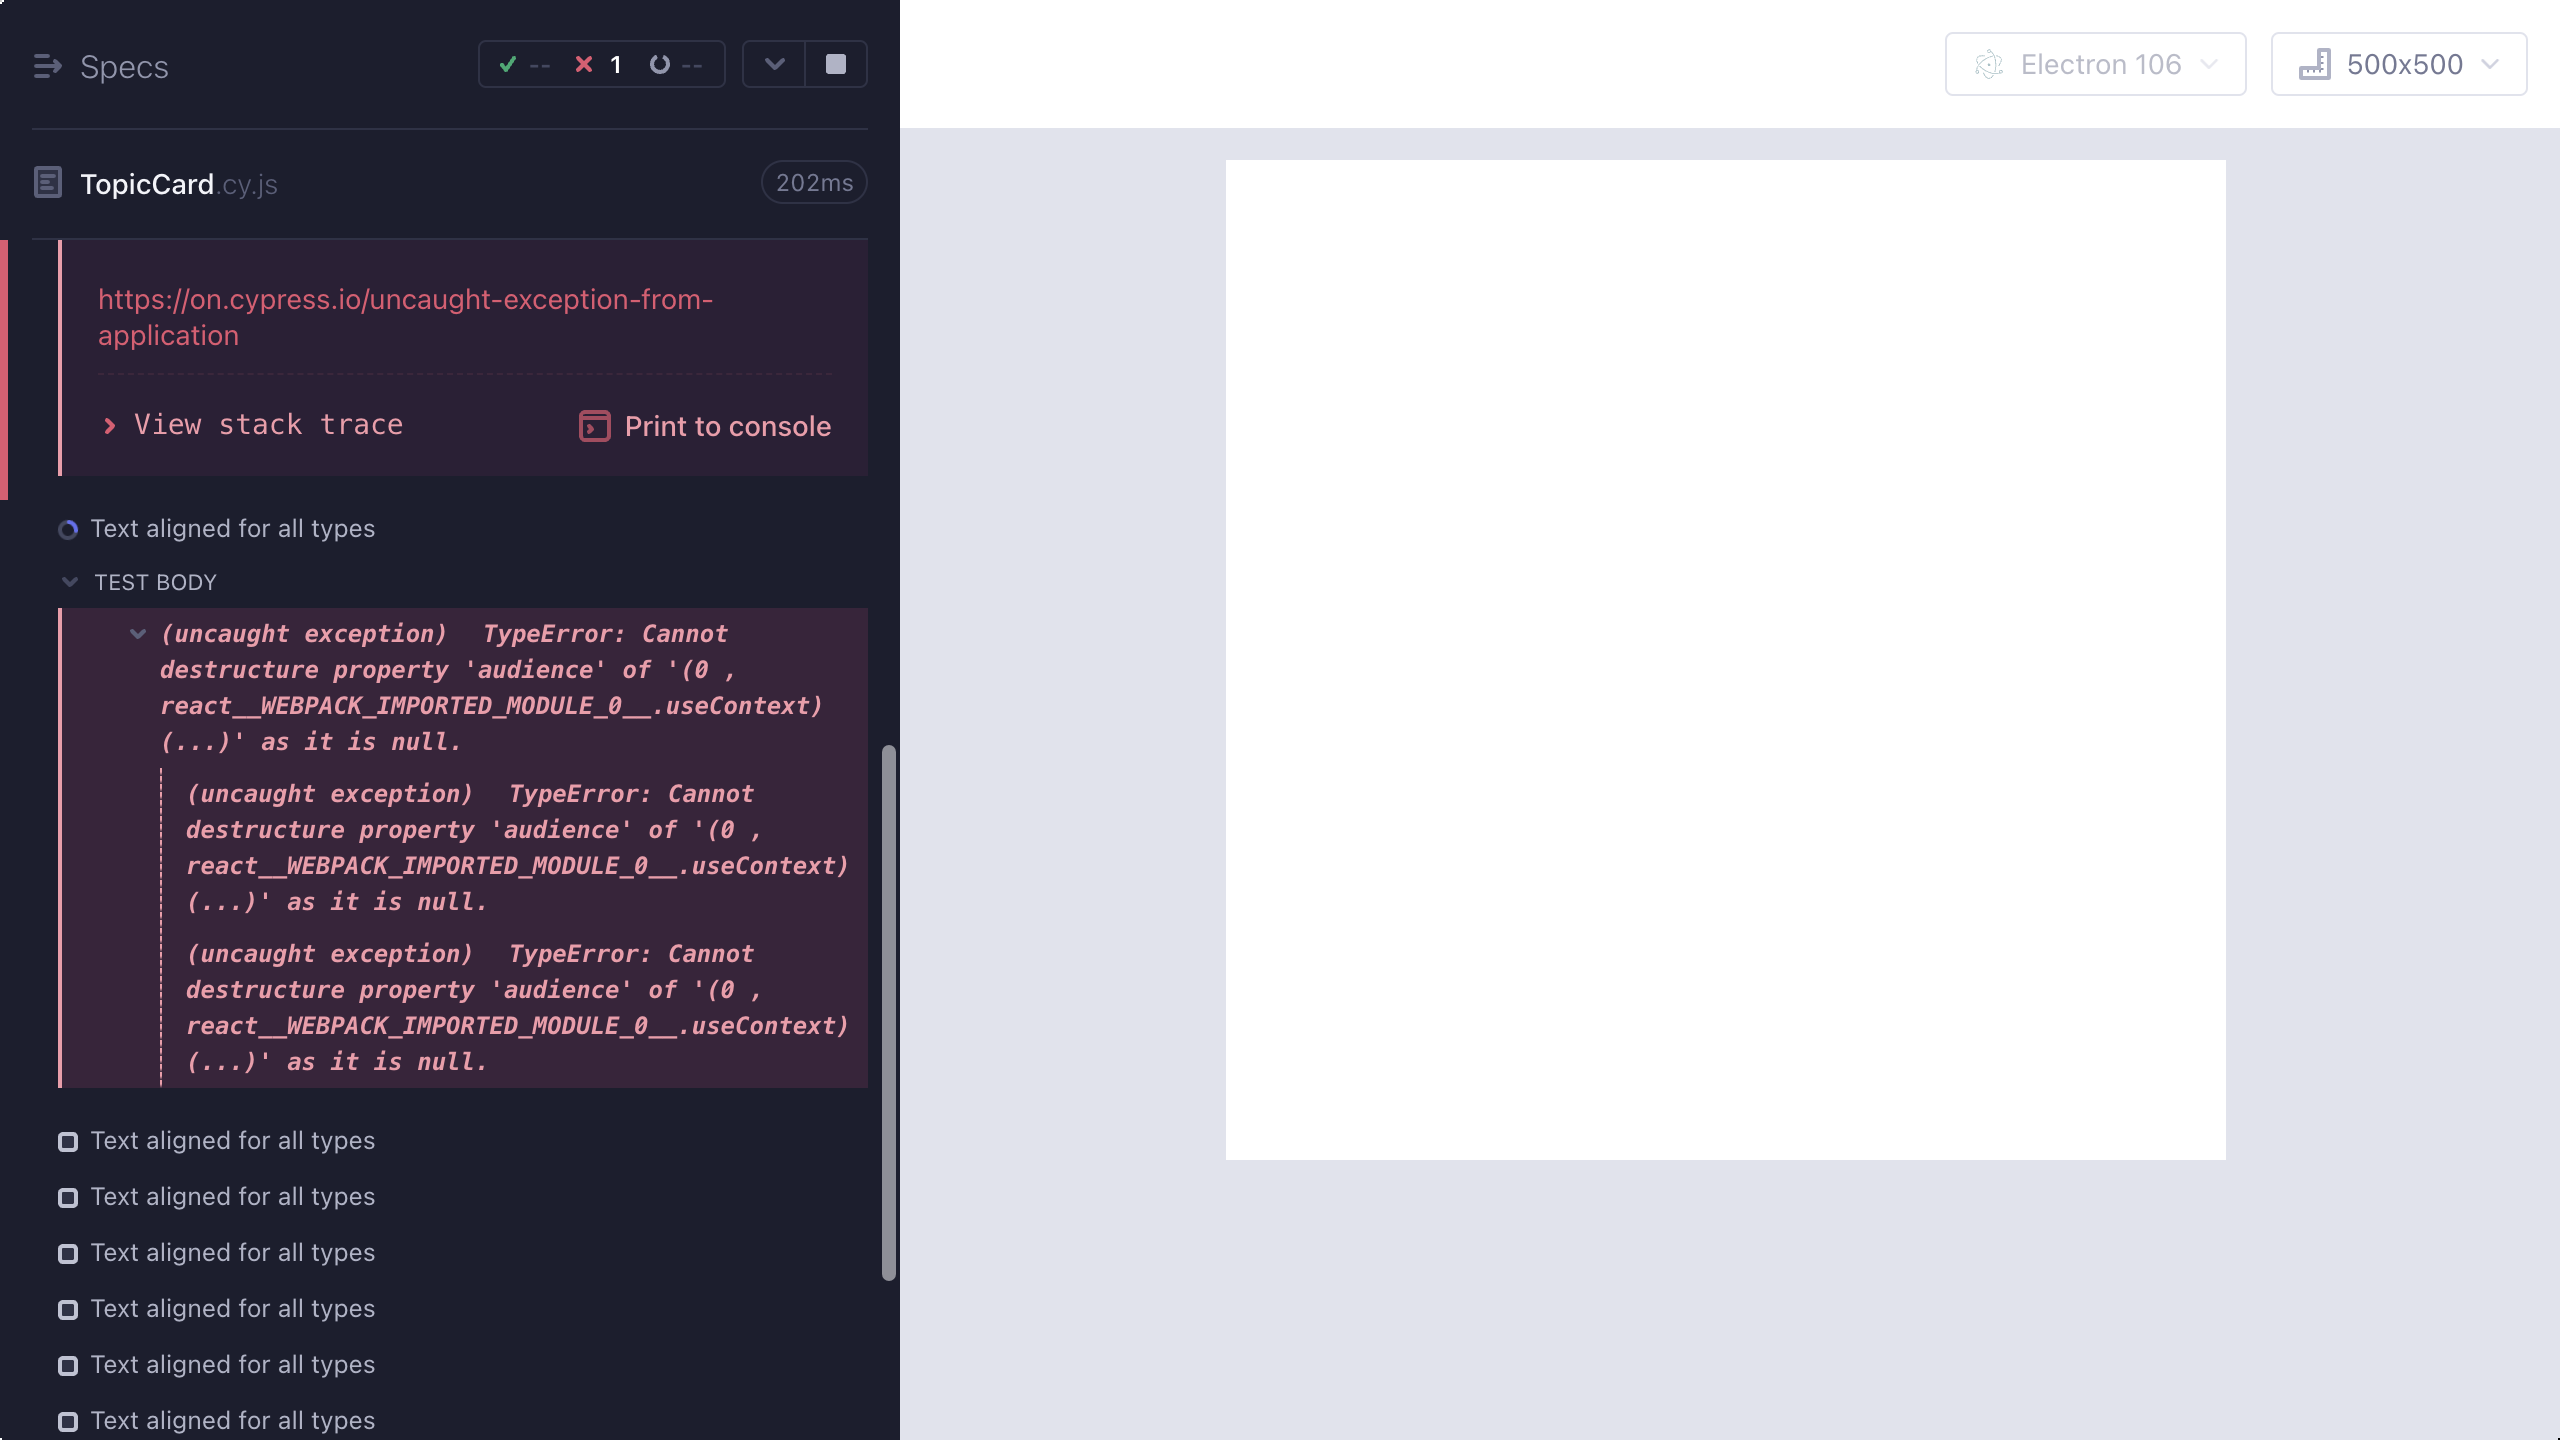 Specs
-- 1 --
Electron 106
500x500
TopicCard.cy.js
202ms
https://on.cypress.io/uncaught-exception-from-
application
View stack trace
Print to console
Text aligned for all types
TEST BODY
(uncaught exception) TypeError: Cannot
destructure property 'audience' of '(0 ,
react__WEBPACK_IMPORTED_MODULE_0__.useContext)
(...)' as it is null.
(uncaught exception) TypeError: Cannot
destructure property 'audience' of '(0 ,
react__WEBPACK_IMPORTED_MODULE_0__.useContext)
(...)' as it is null.
(uncaught exception) TypeError: Cannot
destructure property 'audience' of '(0 ,
react__WEBPACK_IMPORTED_MODULE_0__.useContext)
(...)' as it is null.
Text aligned for all types
Text aligned for all types
Text aligned for all types
Text aligned for all types
Text aligned for all types
Text aligned for all types